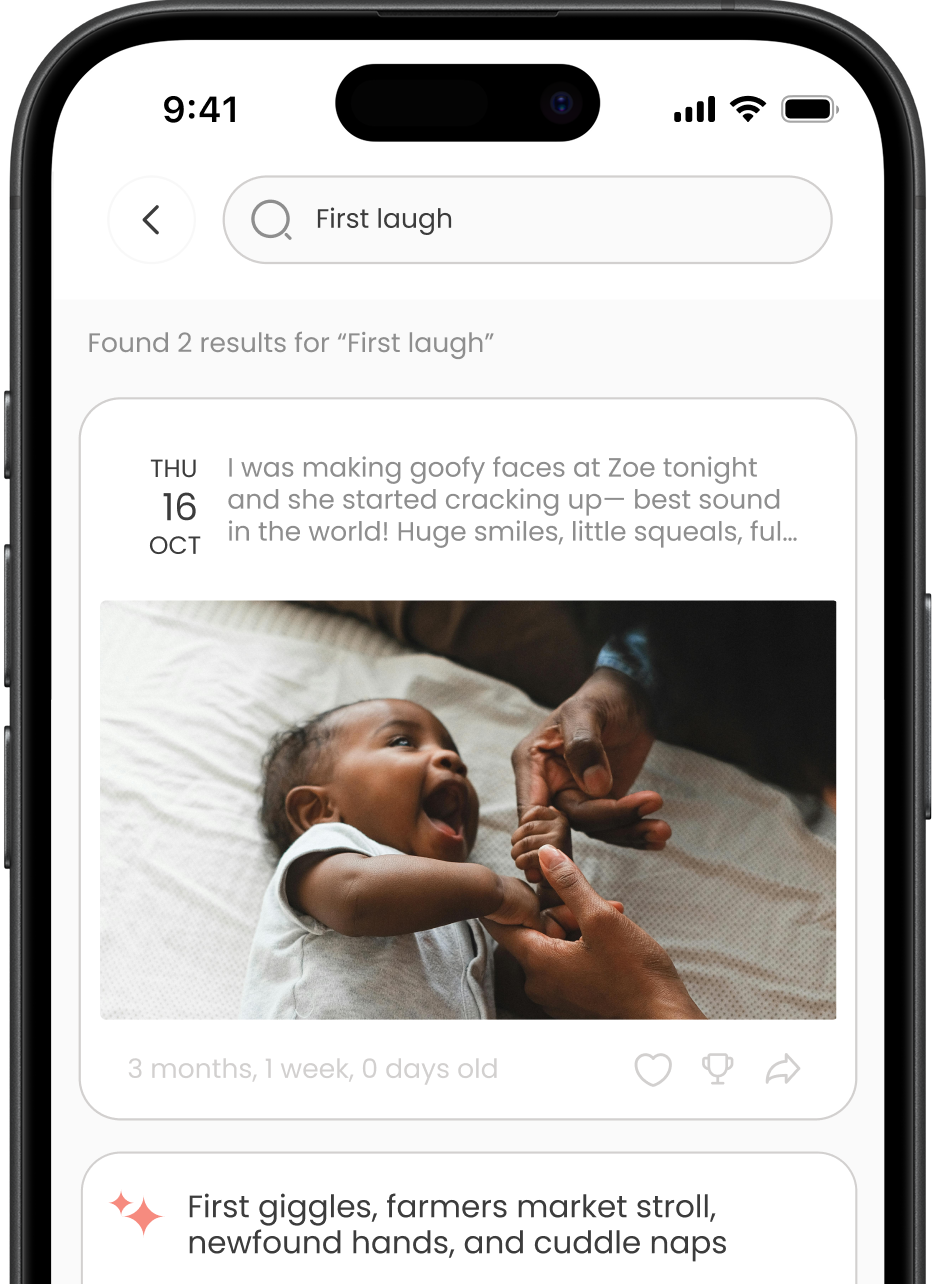 9:41
First laugh
Found 2 results for “First laugh”
THU
16
OCT
I was making goofy faces at Zoe tonight
and she started cracking up— best sound
in the world! Huge smiles, little squeals, ful...
3 months, 1 week, 0 days old
First giggles, farmers market stroll,
newfound hands, and cuddle naps